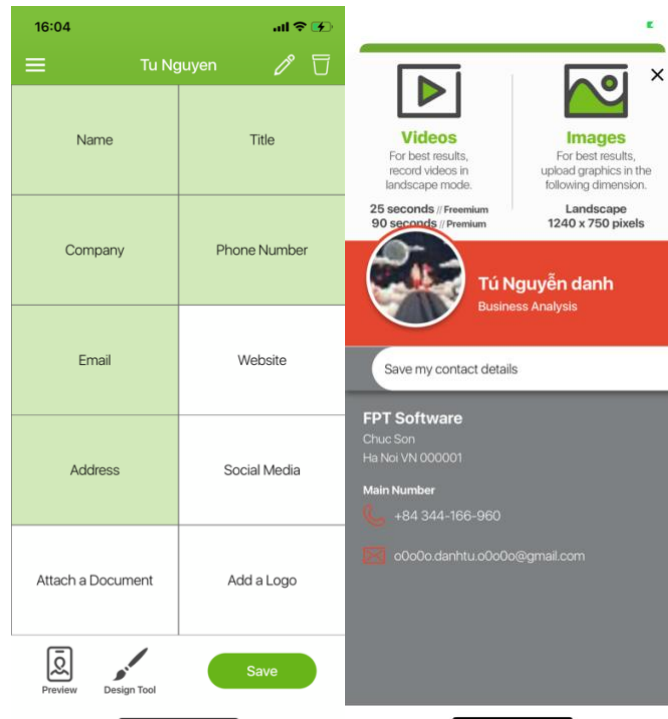 16:04
Tu Nguyen
Name
Title
Company
Phone Number
Email
Website
Address
Social Media
Attach a Document
Add a Logo
Preview
Design Tool
Save
Videos
For best results,
record videos in
landscape mode.
25 seconds // Freemium
90 seconds // Premium
Images
For best results,
upload graphics in the
following dimension.
Landscape
1240 x 750 pixels
Tú Nguyễn danh
Business Analysis
Save my contact details
FPT Software
Chuc Son
Ha Noi VN 000001
Main Number
+84 344-166-960
o0o0o.danhtu.o0o0o@gmail.com